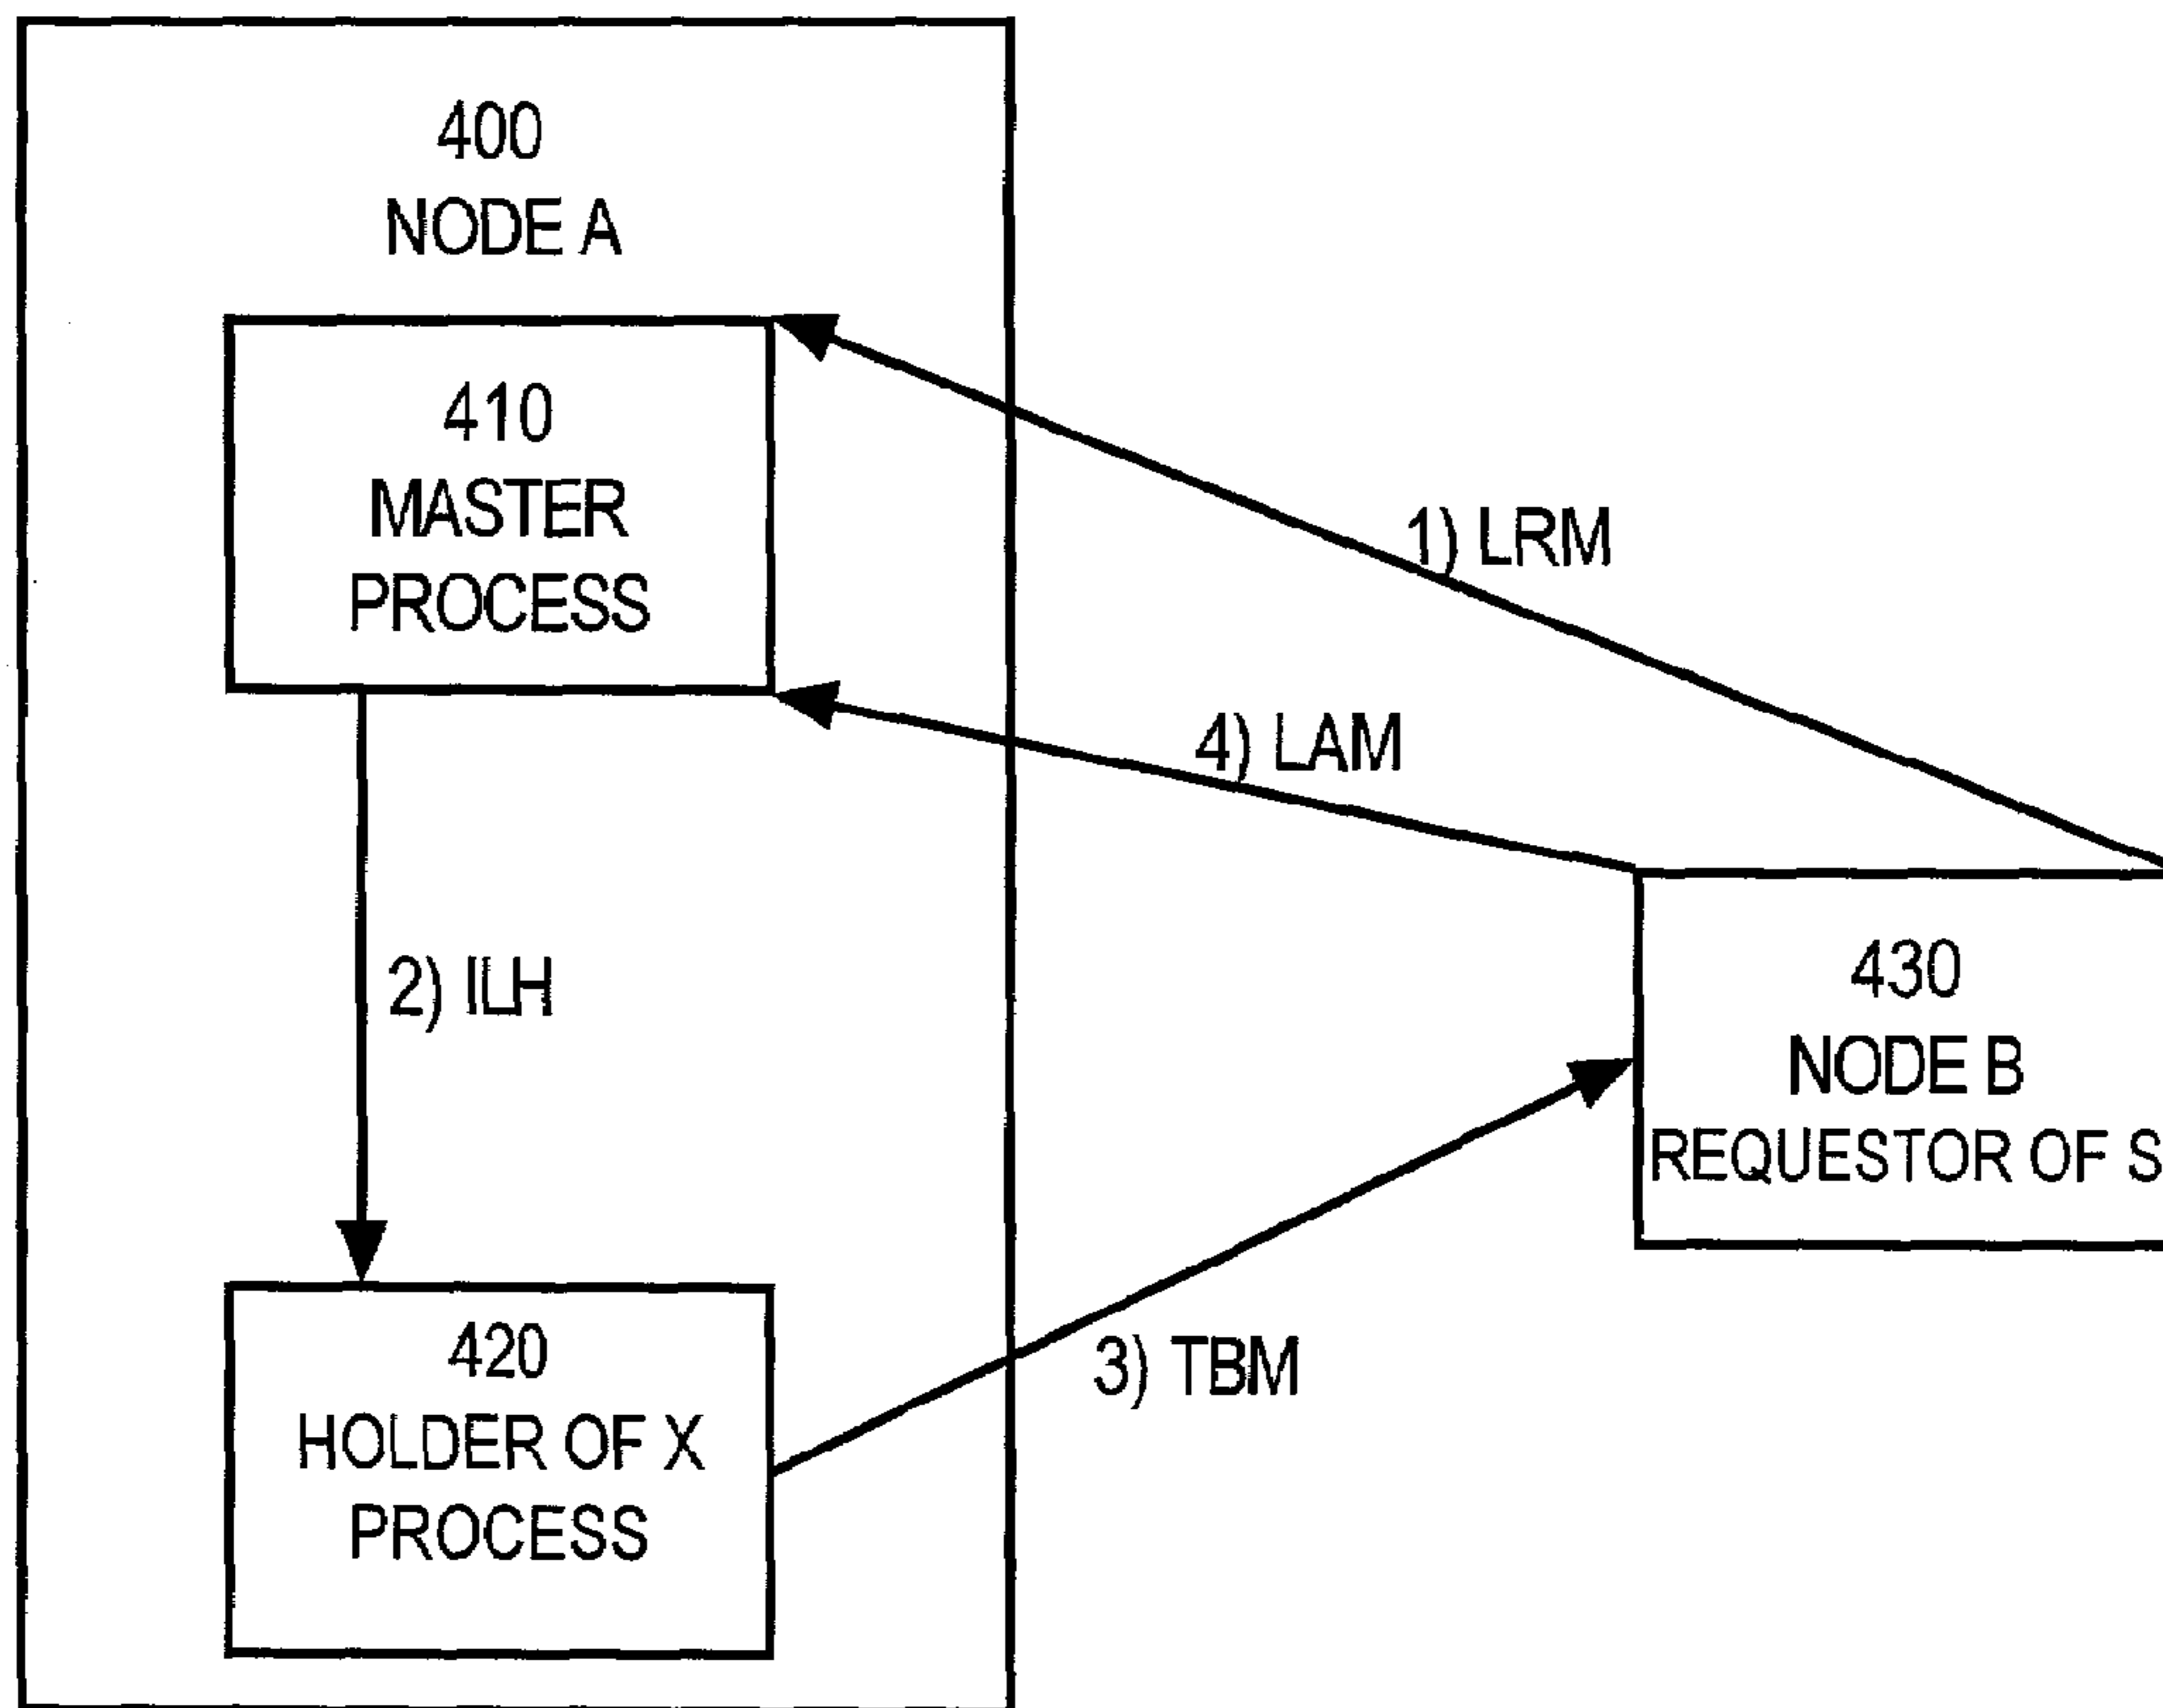 400
NODE A
410
MASTER
PROCESS
1) LRM
4) LAM
2) ILH
430
NODE B
REQUESTOR OF S
3) TBM
420
HOLDER OF X
PROCESS